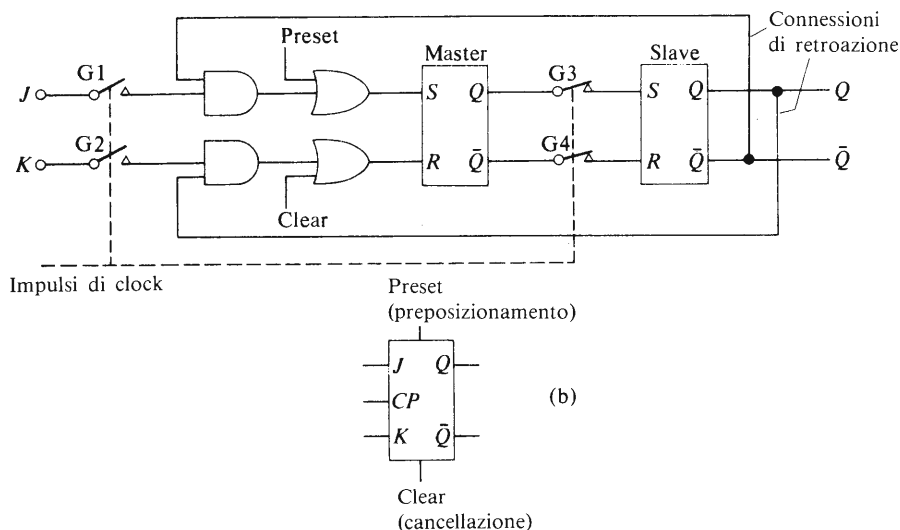 Connessioni
di retroazione
Preset
Master
Slave
G1
G3
J
S
Q
S
Q
Q
G2
G4
K
R
Q̄
R
Q̄
Q̄
Clear
Impulsi di clock
Preset
(preposizionamento)
J
Q
CP
(b)
K
Q̄
Clear
(cancellazione)